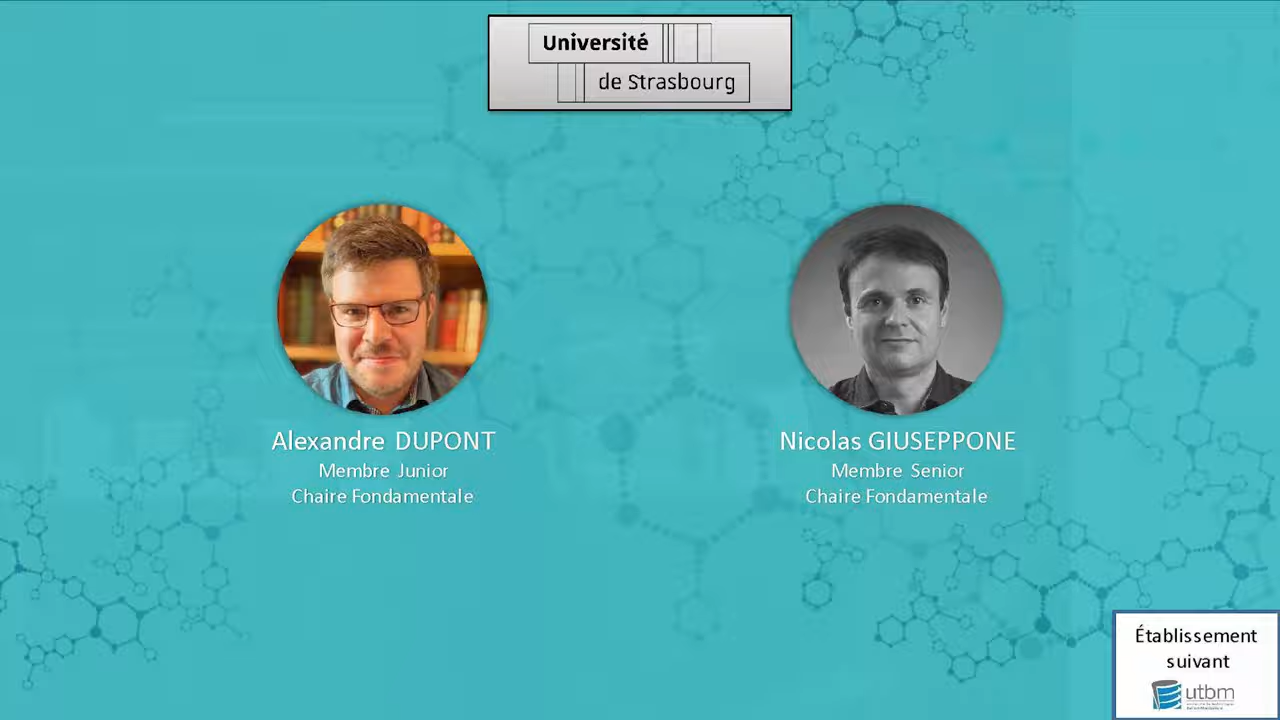 Université
de Strasbourg
Alexandre DUPONT
Membre Junior
Chaire Fondamentale
Nicolas GIUSEPPONE
Membre Senior
Chaire Fondamentale
Établissement
suivant
utbm